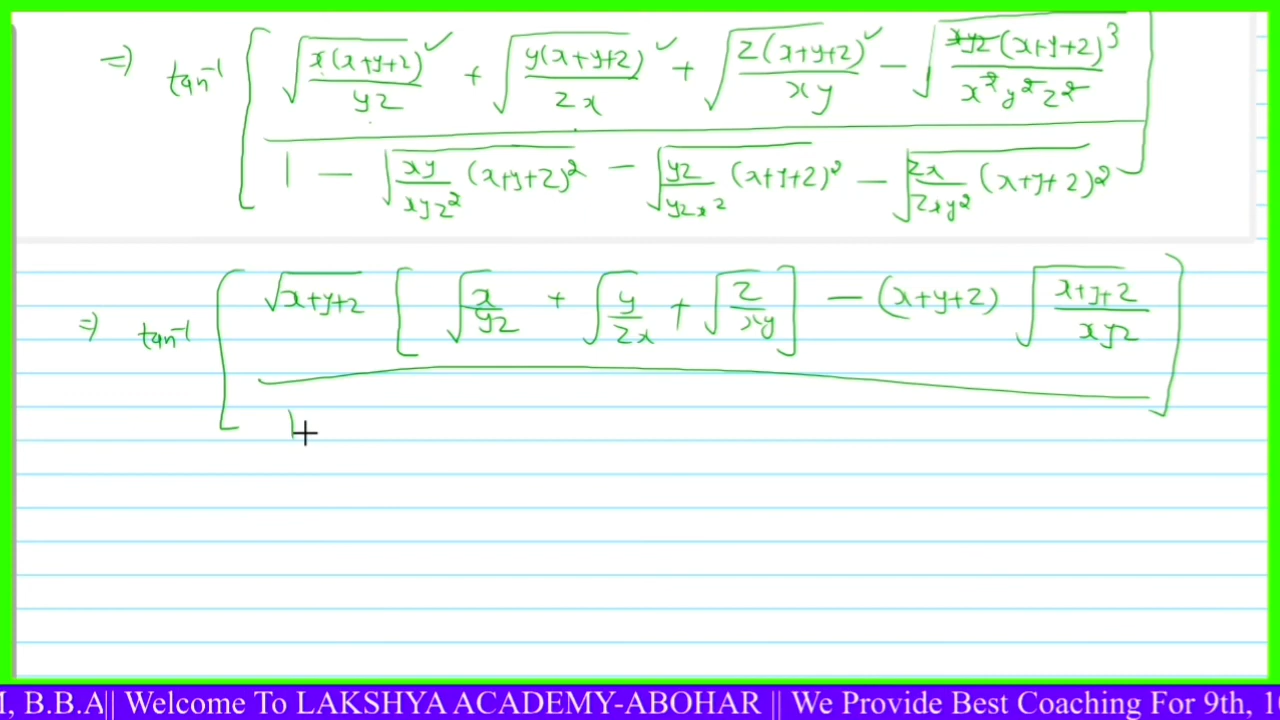 ⇒ tan⁻¹ [ √(x(x+y+z)/yz) ✓ + √(y(x+y+z)/zx) ✓ + √(z(x+y+z)/xy) ✓ − √(xyz(x+y+z)³/x²y²z²)
1 − √(xy/xyz² (x+y+z)²) − √(yz/yzx² (x+y+z)²) − √(zx/zxy² (x+y+z)²) ]
⇒ tan⁻¹ [ √x+y+z [ √(x/yz) + √(y/zx) + √(z/xy) ] − (x+y+z) √(x+y+z/xyz) ]
1
M, B.B.A|| Welcome To LAKSHYA ACADEMY-ABOHAR || We Provide Best Coaching For 9th, 1